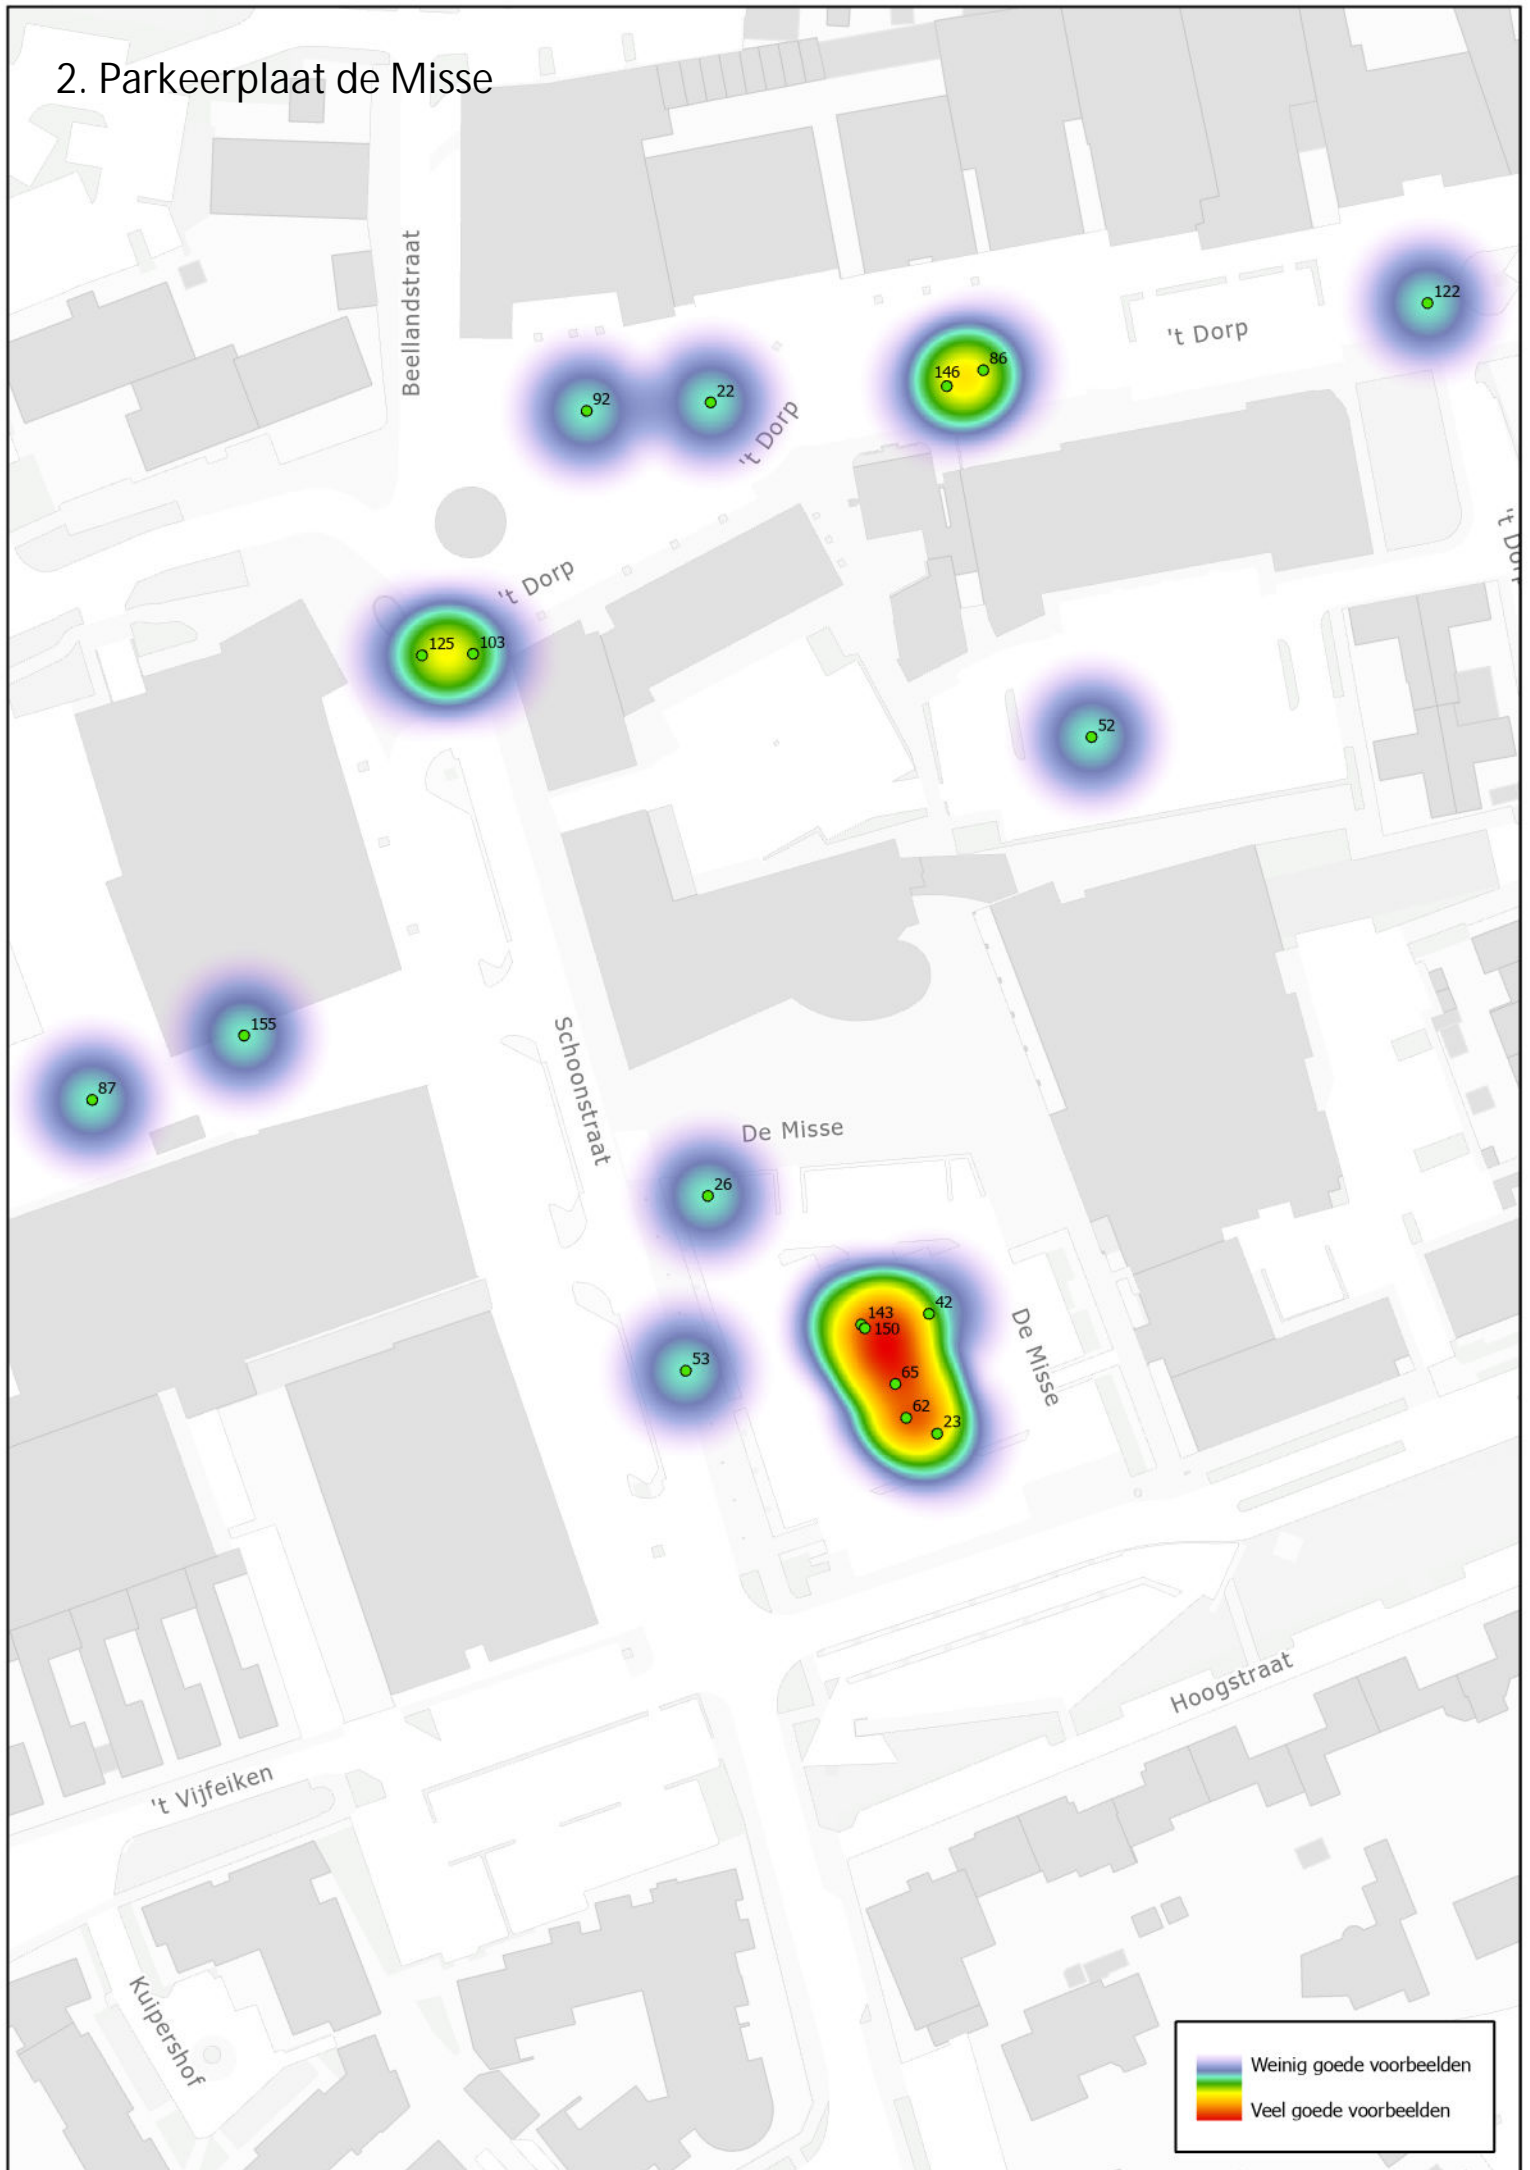 2. Parkeerplaat de Misse
Beellandstraat
122
't Dorp
86
146
92
22
't Dorp
't Dorp
't Dorp
125
103
52
155
87
Schoonstraat
De Misse
26
42
143
150
De Misse
53
65
62
23
Hoogstraat
't Vijfeiken
Kuipershof
Weinig goede voorbeelden
Veel goede voorbeelden